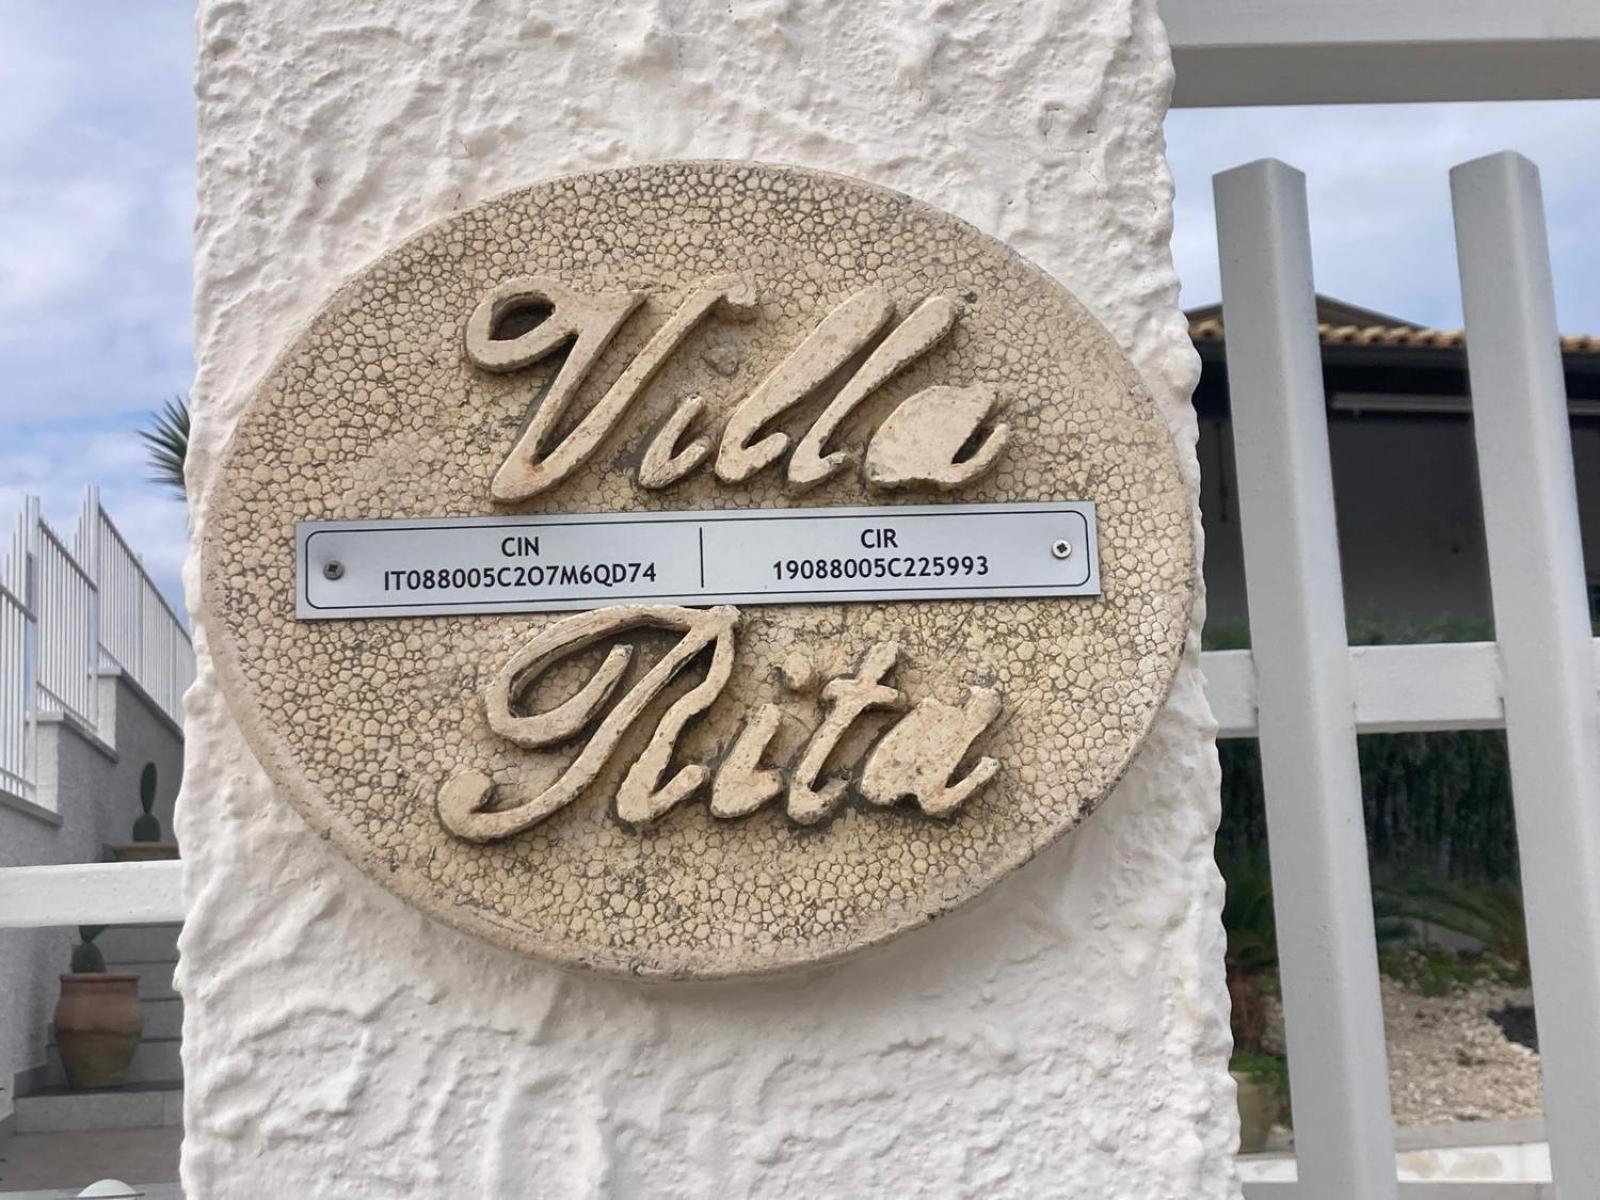 Villa
CIN
IT088005C2O7M6QD74
CIR
19088005C225993
Rita